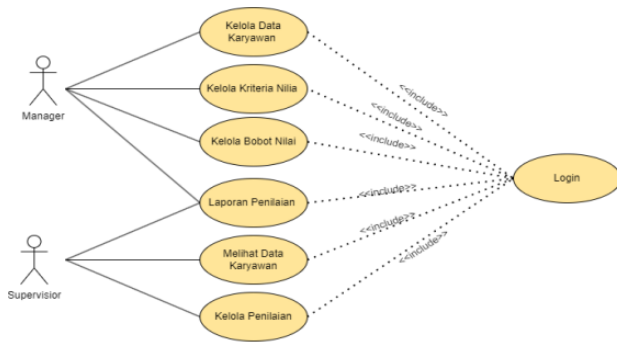 Kelola Data
Karyawan
<<include>>
Kelola Kriteria Nilia
<<include>>
Manager
Kelola Bobot Nilai
<<include>>
Login
Laporan Penilaian
<<include>>
Melihat Data
Karyawan
<<include>>
Supervisior
Kelola Penilaian
<<include>>